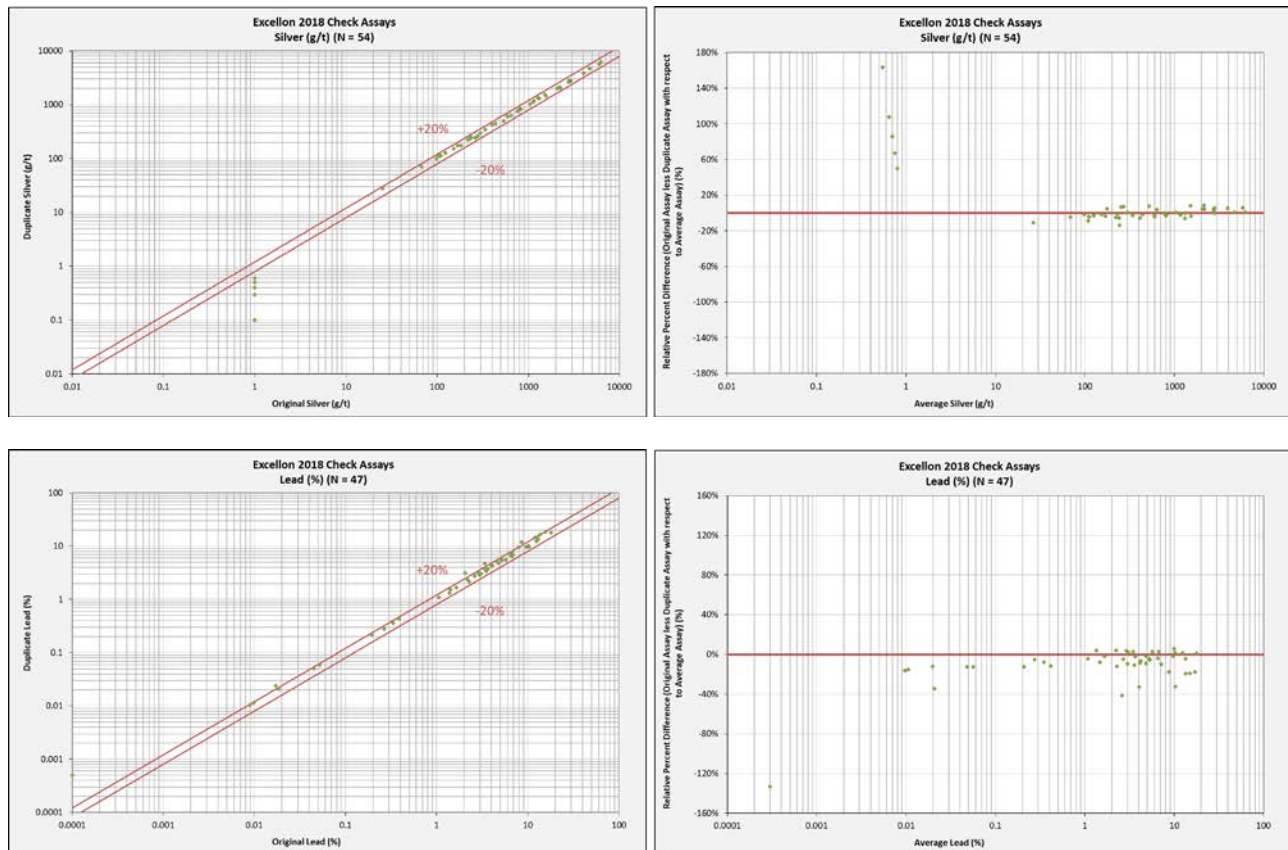 Excellon 2018 Check Assays
Silver (g/t) (N = 54)
10000
1000
100
10
1
0.1
0.01
Duplicate Silver (g/t)
+20%
-20%
0.01 0.1 1 10 100 1000 10000
Original Silver (g/t)
Excellon 2018 Check Assays
Silver (g/t) (N = 54)
Relative Percent Difference (Original Assay less Duplicate Assay with respect
to Average Assay) (%)
180%
140%
100%
60%
20%
-20%
-60%
-100%
-140%
-180%
0.01 0.1 1 10 100 1000 10000
Average Silver (g/t)
Excellon 2018 Check Assays
Lead (%) (N = 47)
100
10
1
0.1
0.01
0.001
0.0001
Duplicate Lead (%)
+20%
-20%
0.0001 0.001 0.01 0.1 1 10 100
Original Lead (%)
Excellon 2018 Check Assays
Lead (%) (N = 47)
Relative Percent Difference (Original Assay less Duplicate Assay with respect
to Average Assay) (%)
160%
120%
80%
40%
0%
-40%
-80%
-120%
-160%
0.0001 0.001 0.01 0.1 1 10 100
Average Lead (%)